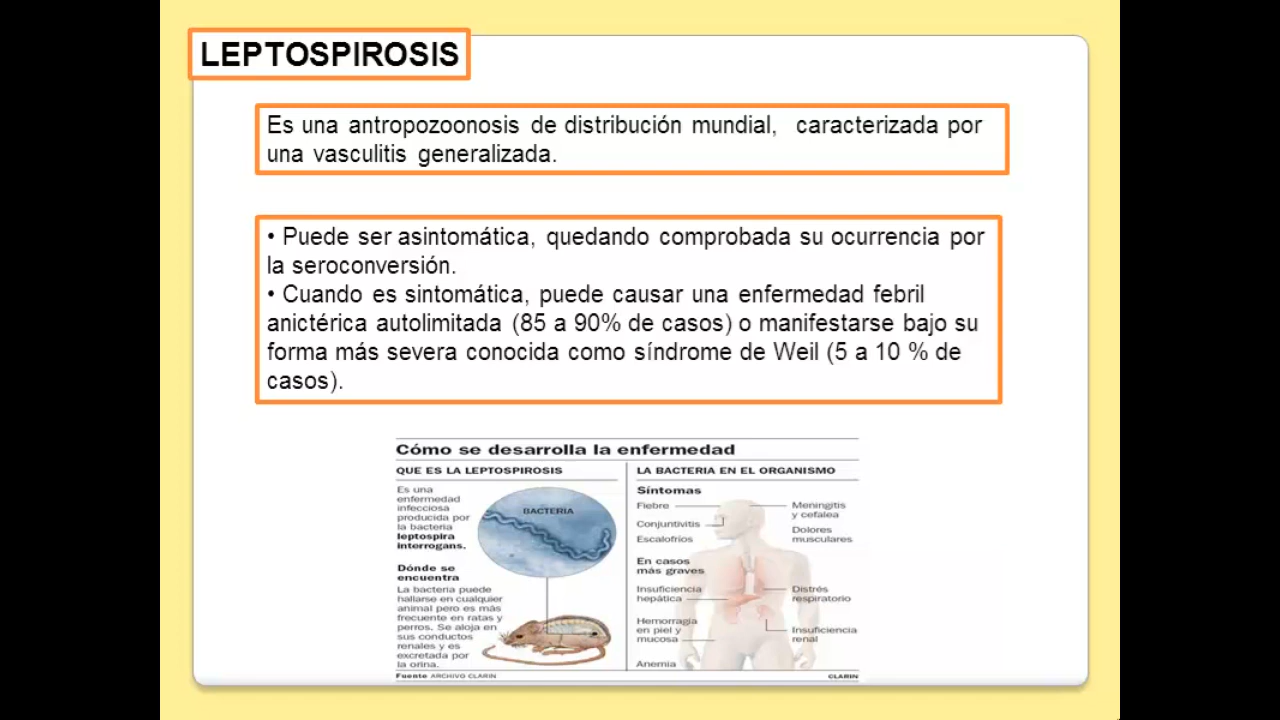 LEPTOSPIROSIS
Es una antropozoonosis de distribución mundial, caracterizada por
una vasculitis generalizada.
• Puede ser asintomática, quedando comprobada su ocurrencia por
la seroconversión.
• Cuando es sintomática, puede causar una enfermedad febril
anictérica autolimitada (85 a 90% de casos) o manifestarse bajo su
forma más severa conocida como síndrome de Weil (5 a 10 % de
casos).
Cómo se desarrolla la enfermedad
QUE ES LA LEPTOSPIROSIS
Es una
enfermedad
infecciosa
producida por
la bacteria
leptospira
interrogans.
BACTERIA
Dónde se
encuentra
La bacteria puede
hallarse en cualquier
animal pero es más
frecuente en ratas y
perros. Se aloja en
sus conductos
renales y es
excretada por
la orina.
LA BACTERIA EN EL ORGANISMO
Síntomas
Fiebre
Conjuntivitis
Escalofríos
Meningitis
y cefalea
Dolores
musculares
En casos
más graves
Insuficiencia
hepática
Hemorragia
en piel y
mucosa
Anemia
Distrés
respiratorio
Insuficiencia
renal
Fuente ARCHIVO CLARIN
CLARIN